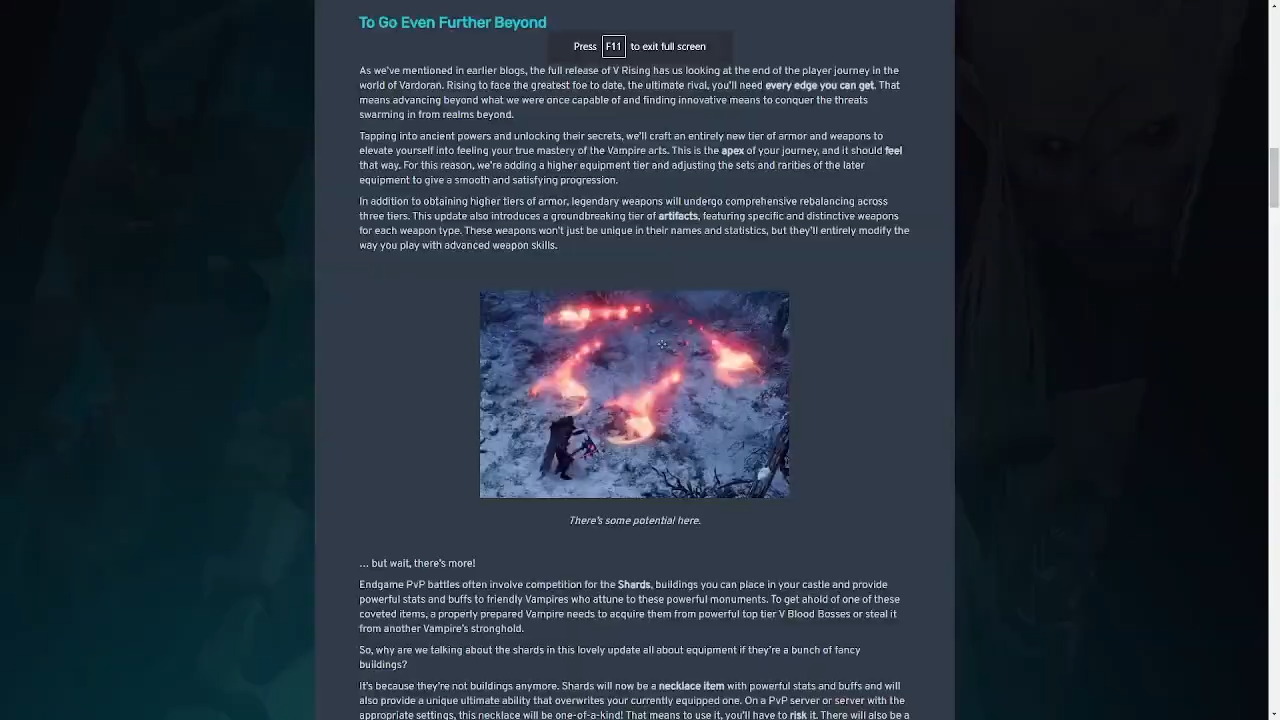 To Go Even Further Beyond
Press F11 to exit full screen
As we've mentioned in earlier blogs, the full release of V Rising has us looking at the end of the player journey in the
world of Vardoran. Rising to face the greatest foe to date, the ultimate rival, you'll need every edge you can get. That
means advancing beyond what we were once capable of and finding innovative means to conquer the threats
swarming in from realms beyond.
Tapping into ancient powers and unlocking their secrets, we'll craft an entirely new tier of armor and weapons to
elevate yourself into feeling your true mastery of the Vampire arts. This is the apex of your journey, and it should feel
that way. For this reason, we're adding a higher equipment tier and adjusting the sets and rarities of the later
equipment to give a smooth and satisfying progression.
In addition to obtaining higher tiers of armor, legendary weapons will undergo comprehensive rebalancing across
three tiers. This update also introduces a groundbreaking tier of artifacts, featuring specific and distinctive weapons
for each weapon type. These weapons won't just be unique in their names and statistics, but they'll entirely modify the
way you play with advanced weapon skills.
There's some potential here.
... but wait, there's more!
Endgame PvP battles often involve competition for the Shards, buildings you can place in your castle and provide
powerful stats and buffs to friendly Vampires who attune to these powerful monuments. To get ahold of one of these
coveted items, a properly prepared Vampire needs to acquire them from powerful top tier V Blood Bosses or steal it
from another Vampire's stronghold.
So, why are we talking about the shards in this lovely update all about equipment if they're a bunch of fancy
buildings?
It's because they're not buildings anymore. Shards will now be a necklace item with powerful stats and buffs and will
also provide a unique ultimate ability that overwrites your currently equipped one. On a PvP server or server with the
appropriate settings, this necklace will be one-of-a-kind! That means to use it, you'll have to risk it. There will also be a